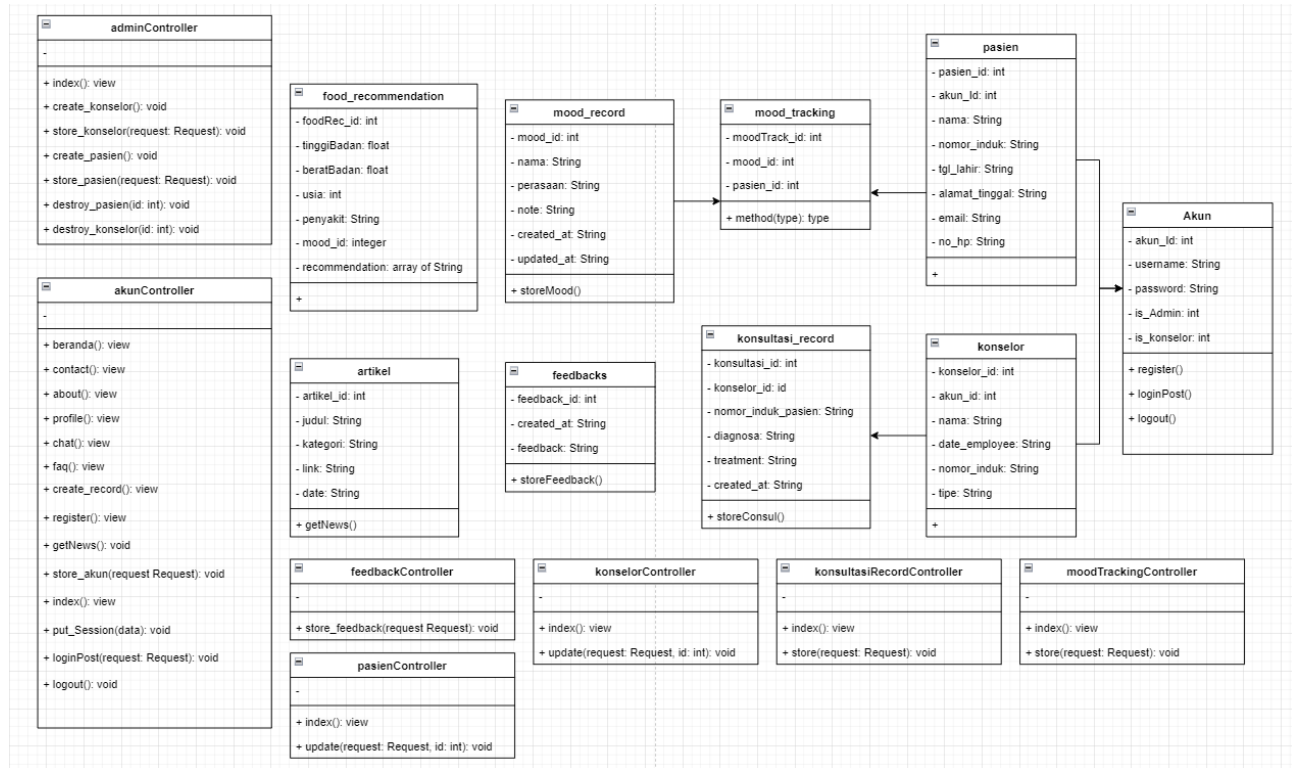 adminController
-
+ index(): view
+ create_konselor(): void
+ store_konselor(request: Request): void
+ create_pasien(): void
+ store_pasien(request: Request): void
+ destroy_pasien(id: int): void
+ destroy_konselor(id: int): void
akunController
-
+ beranda(): view
+ contact(): view
+ about(): view
+ profile(): view
+ chat(): view
+ faq(): view
+ create_record(): view
+ register(): view
+ getNews(): void
+ store_akun(request Request): void
+ index(): view
+ put_Session(data): void
+ loginPost(request: Request): void
+ logout(): void
food_recommendation
- foodRec_id: int
- tinggiBadan: float
- beratBadan: float
- usia: int
- penyakit: String
- mood_id: integer
- recommendation: array of String
+
mood_record
- mood_id: int
- nama: String
- perasaan: String
- note: String
- created_at: String
- updated_at: String
+ storeMood()
mood_tracking
- moodTrack_id: int
- mood_id: int
- pasien_id: int
+ method(type): type
pasien
- pasien_id: int
- akun_Id: int
- nama: String
- nomor_induk: String
- tgl_lahir: String
- alamat_tinggal: String
- email: String
- no_hp: String
+
Akun
- akun_Id: int
- username: String
- password: String
- is_Admin: int
- is_konselor: int
+ register()
+ loginPost()
+ logout()
artikel
- artikel_id: int
- judul: String
- kategori: String
- link: String
- date: String
+ getNews()
feedbacks
- feedback_id: int
- created_at: String
- feedback: String
+ storeFeedback()
konsultasi_record
- konsultasi_id: int
- konselor_id: id
- nomor_induk_pasien: String
- diagnosa: String
- treatment: String
- created_at: String
+ storeConsul()
konselor
- konselor_id: int
- akun_id: int
- nama: String
- date_employee: String
- nomor_induk: String
- tipe: String
+
feedbackController
-
+ store_feedback(request Request): void
konselorController
-
+ index(): view
+ update(request: Request, id: int): void
konsultasiRecordController
-
+ index(): view
+ store(request: Request): void
moodTrackingController
-
+ index(): view
+ store(request: Request): void
pasienController
-
+ index(): view
+ update(request: Request, id: int): void